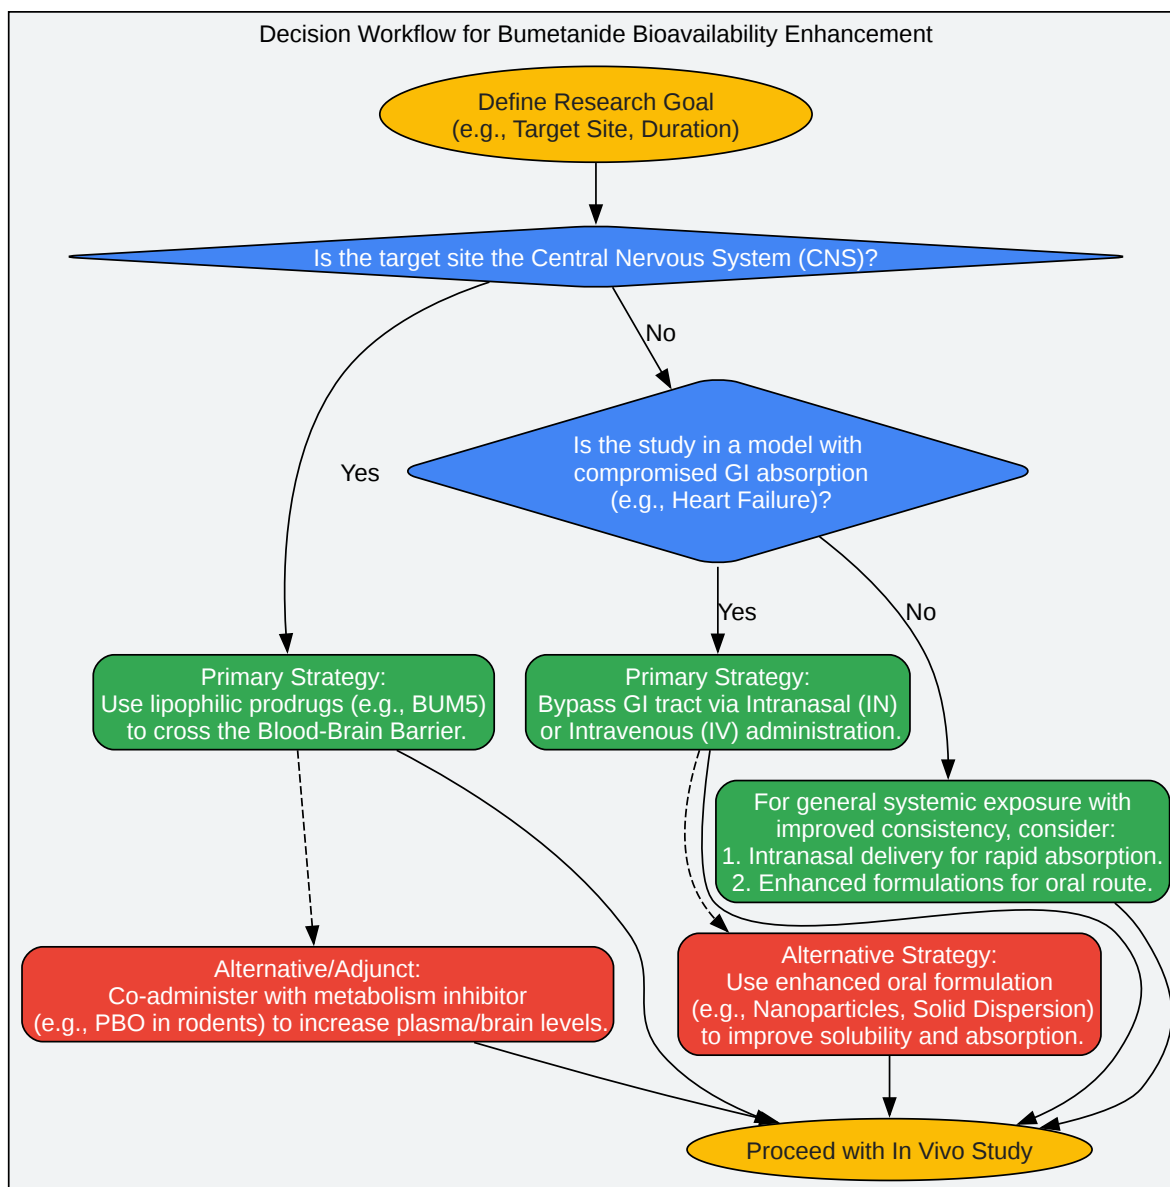 Decision Workflow for Bumetanide Bioavailability Enhancement
Define Research Goal
(e.g., Target Site, Duration)
Is the target site the Central Nervous System (CNS)?
No
Is the study in a model with
compromised GI absorption
(e.g., Heart Failure)?
Yes
Yes
No
Primary Strategy:
Use lipophilic prodrugs (e.g., BUM5)
to cross the Blood-Brain Barrier.
Primary Strategy:
Bypass GI tract via Intranasal (IN)
or Intravenous (IV) administration.
For general systemic exposure with
improved consistency, consider:
1. Intranasal delivery for rapid absorption.
2. Enhanced formulations for oral route.
Alternative/Adjunct:
Co-administer with metabolism inhibitor
(e.g., PBO in rodents) to increase plasma/brain levels.
Alternative Strategy:
Use enhanced oral formulation
(e.g., Nanoparticles, Solid Dispersion)
to improve solubility and absorption.
Proceed with In Vivo Study